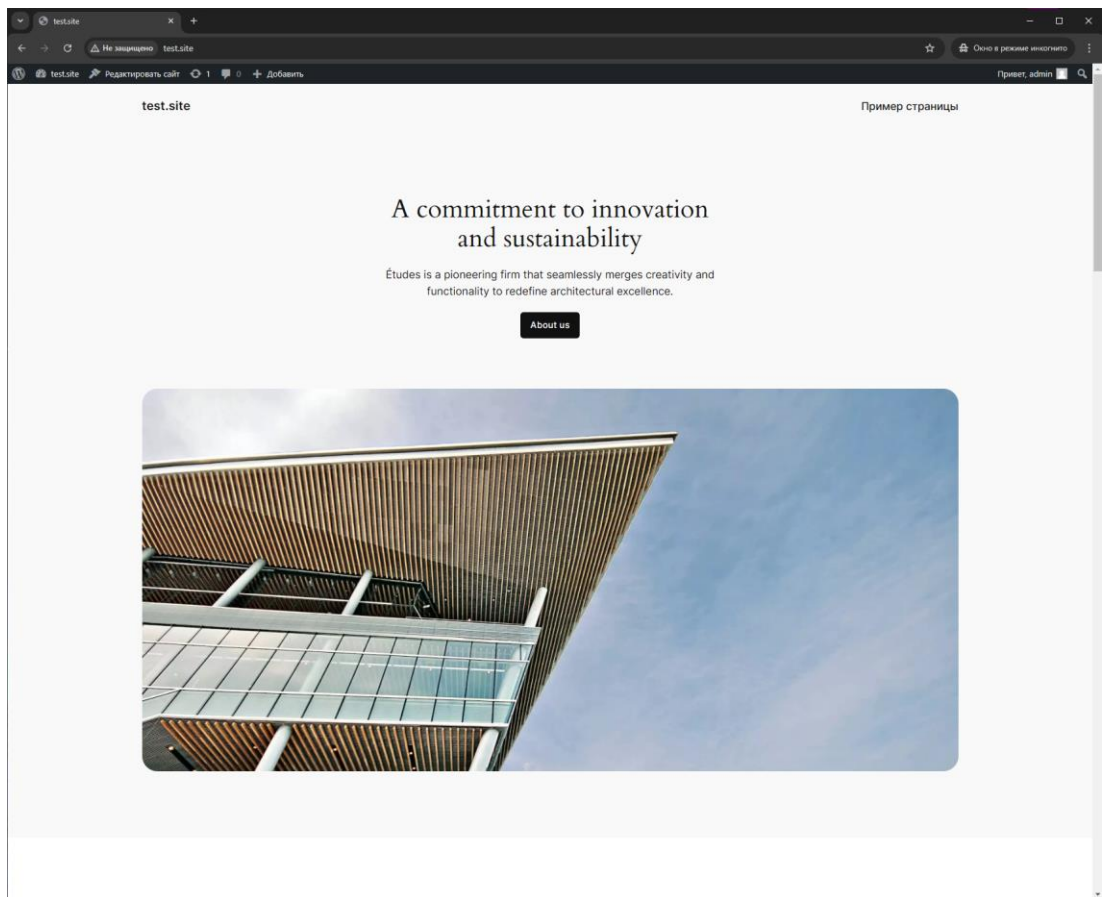 test.site
Не защищено test.site
Окно в режиме инкогнито
test.site Редактировать сайт 1 0 + Добавить
Привет, admin
test.site
Пример страницы
A commitment to innovation
and sustainability
Études is a pioneering firm that seamlessly merges creativity and
functionality to redefine architectural excellence.
About us